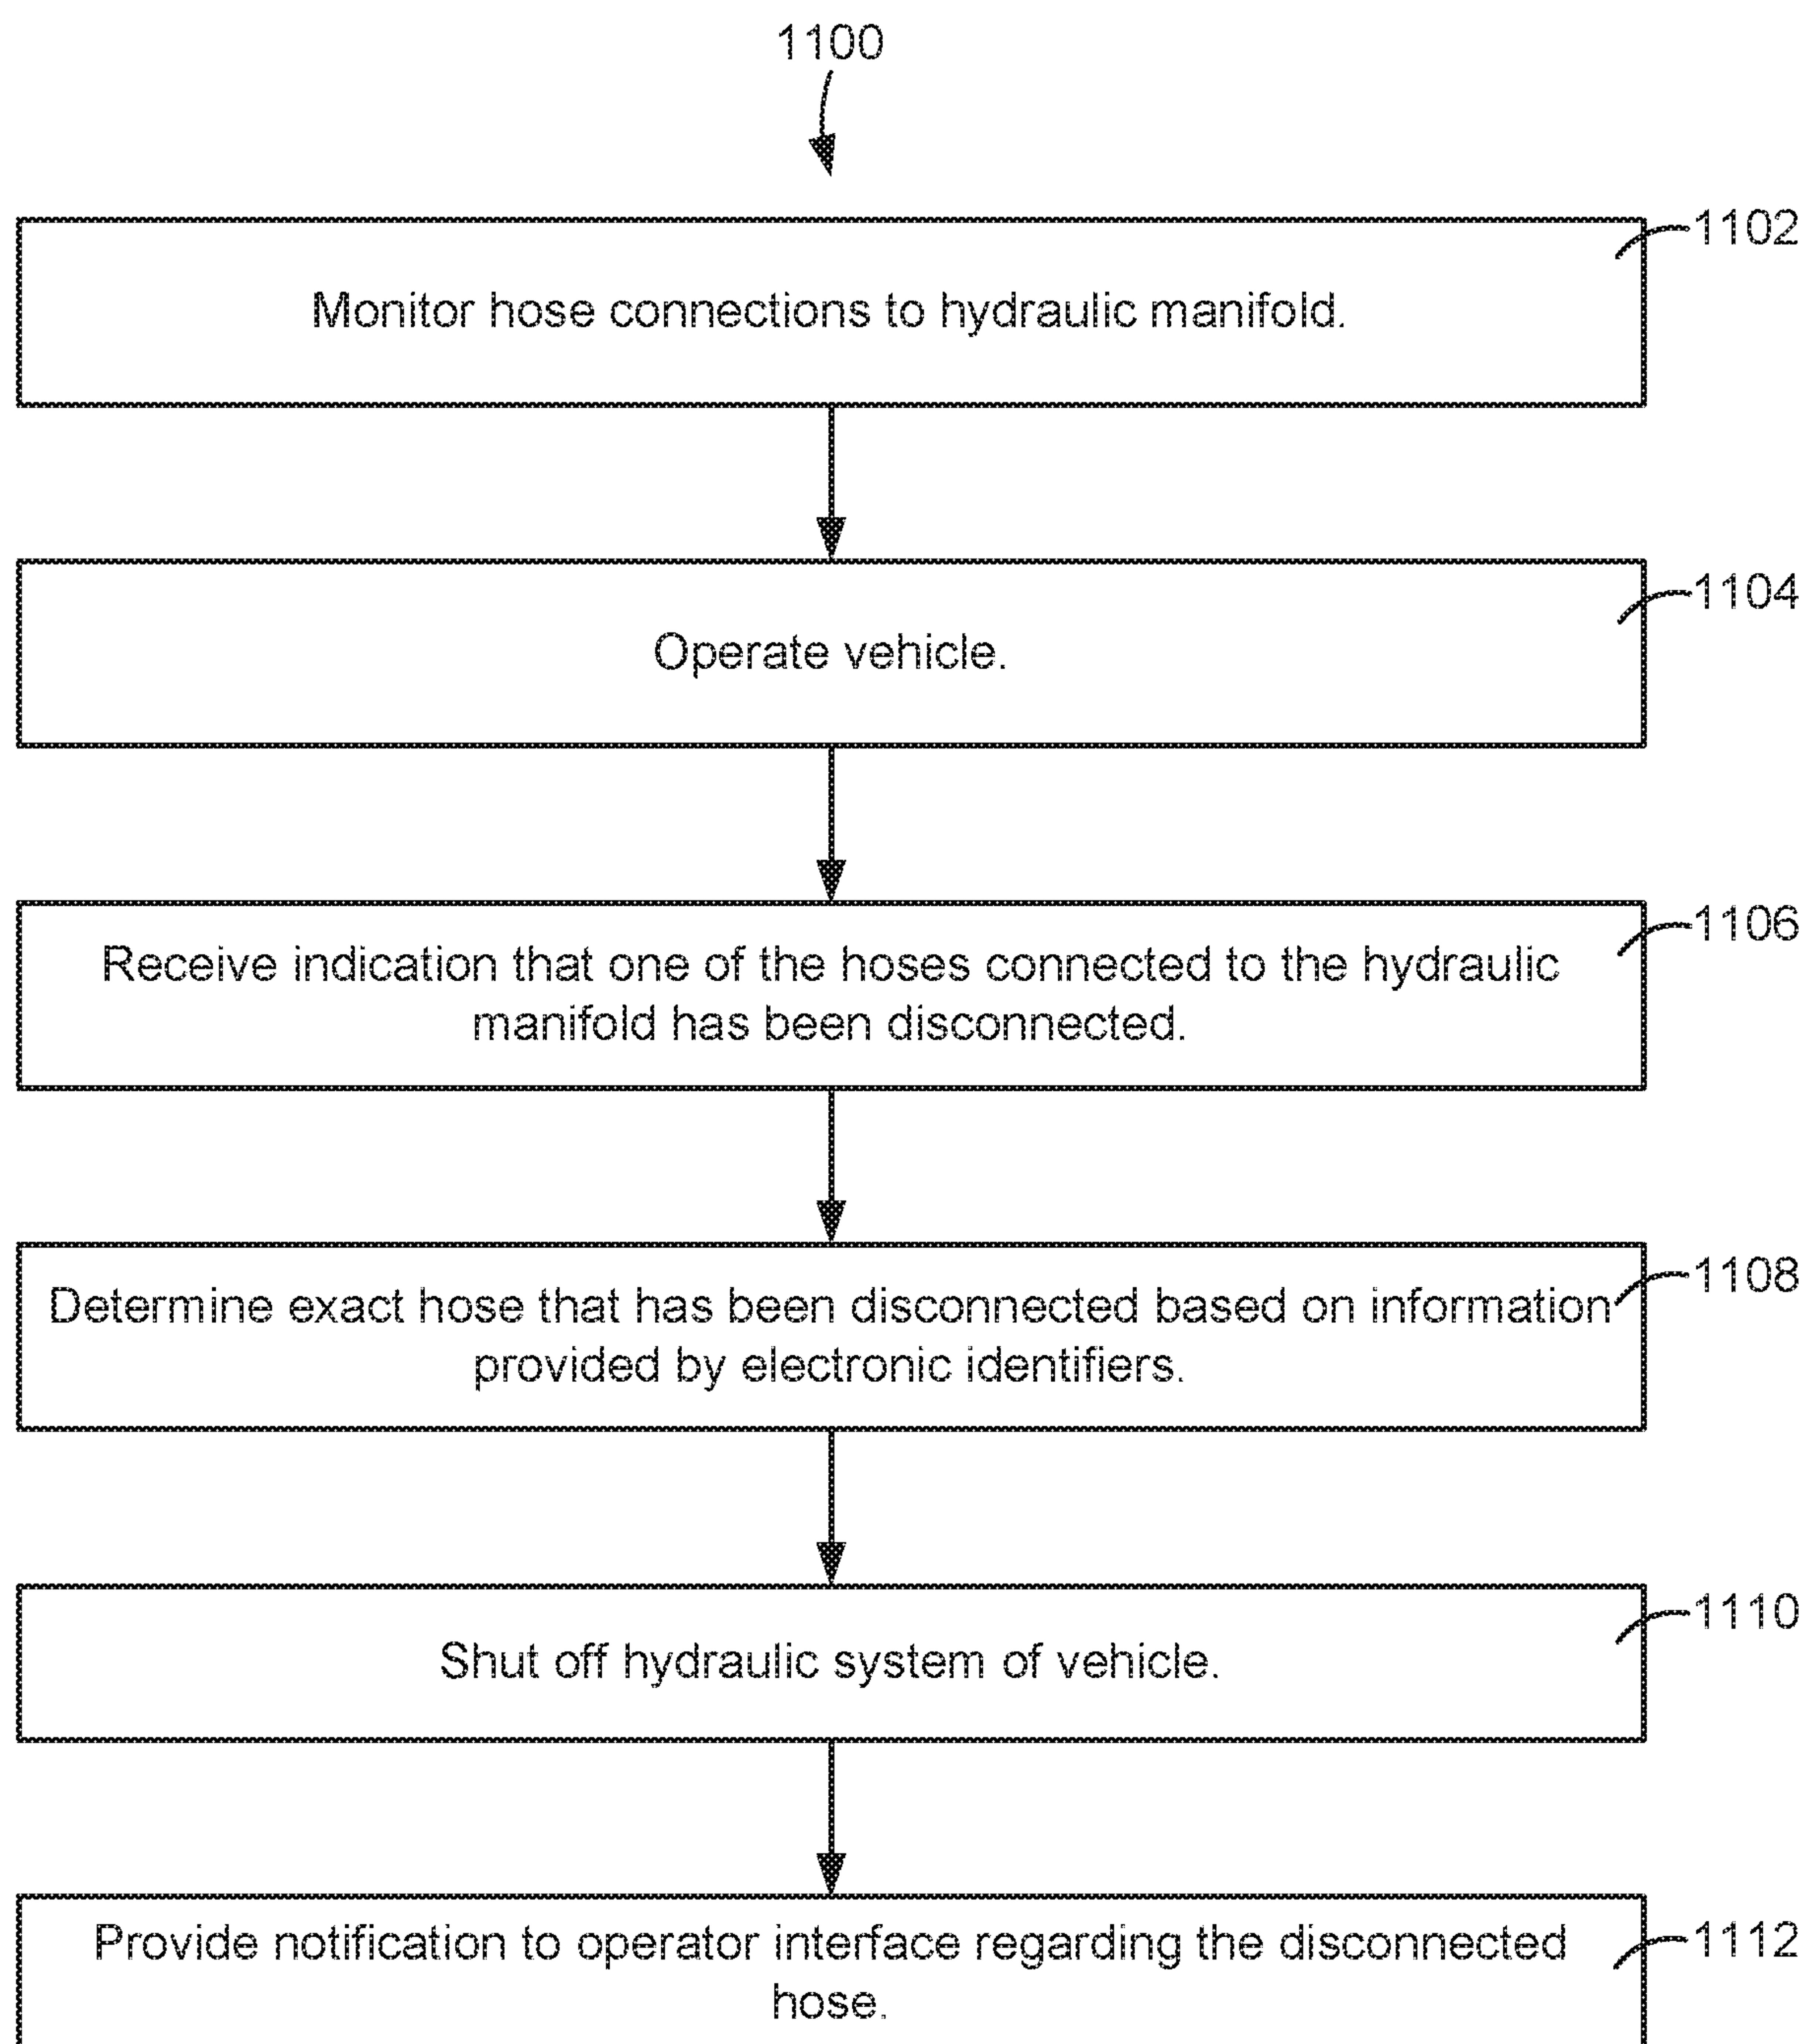 1100
1102
Monitor hose connections to hydraulic manifold.
1104
Operate vehicle.
1106
Receive indication that one of the hoses connected to the hydraulic
manifold has been disconnected.
1108
Determine exact hose that has been disconnected based on information
provided by electronic identifiers.
1110
Shut off hydraulic system of vehicle.
1112
Provide notification to operator interface regarding the disconnected
hose.